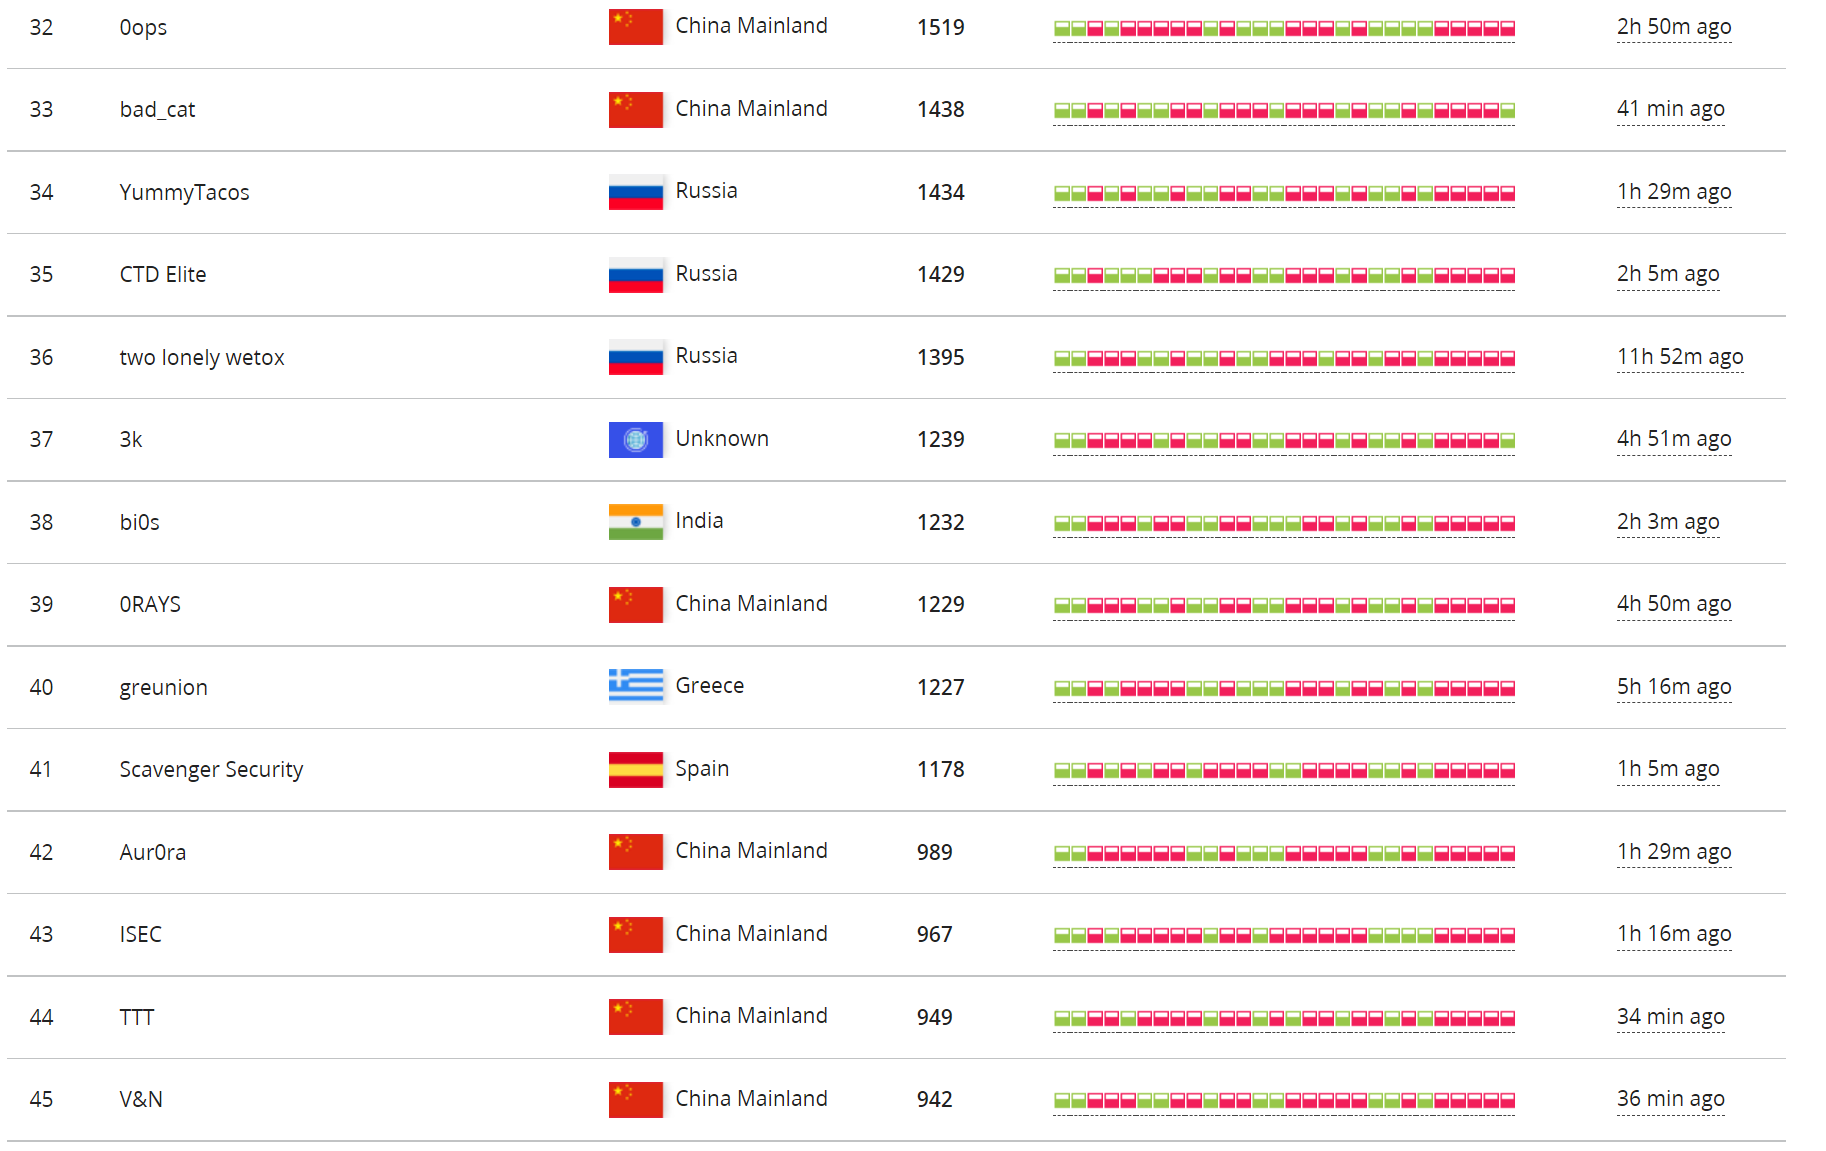 32 0ops China Mainland 1519 2h 50m ago
33 bad_cat China Mainland 1438 41 min ago
34 YummyTacos Russia 1434 1h 29m ago
35 CTD Elite Russia 1429 2h 5m ago
36 two lonely wetox Russia 1395 11h 52m ago
37 3k Unknown 1239 4h 51m ago
38 bi0s India 1232 2h 3m ago
39 0RAYS China Mainland 1229 4h 50m ago
40 greunion Greece 1227 5h 16m ago
41 Scavenger Security Spain 1178 1h 5m ago
42 Aur0ra China Mainland 989 1h 29m ago
43 ISEC China Mainland 967 1h 16m ago
44 TTT China Mainland 949 34 min ago
45 V&N China Mainland 942 36 min ago